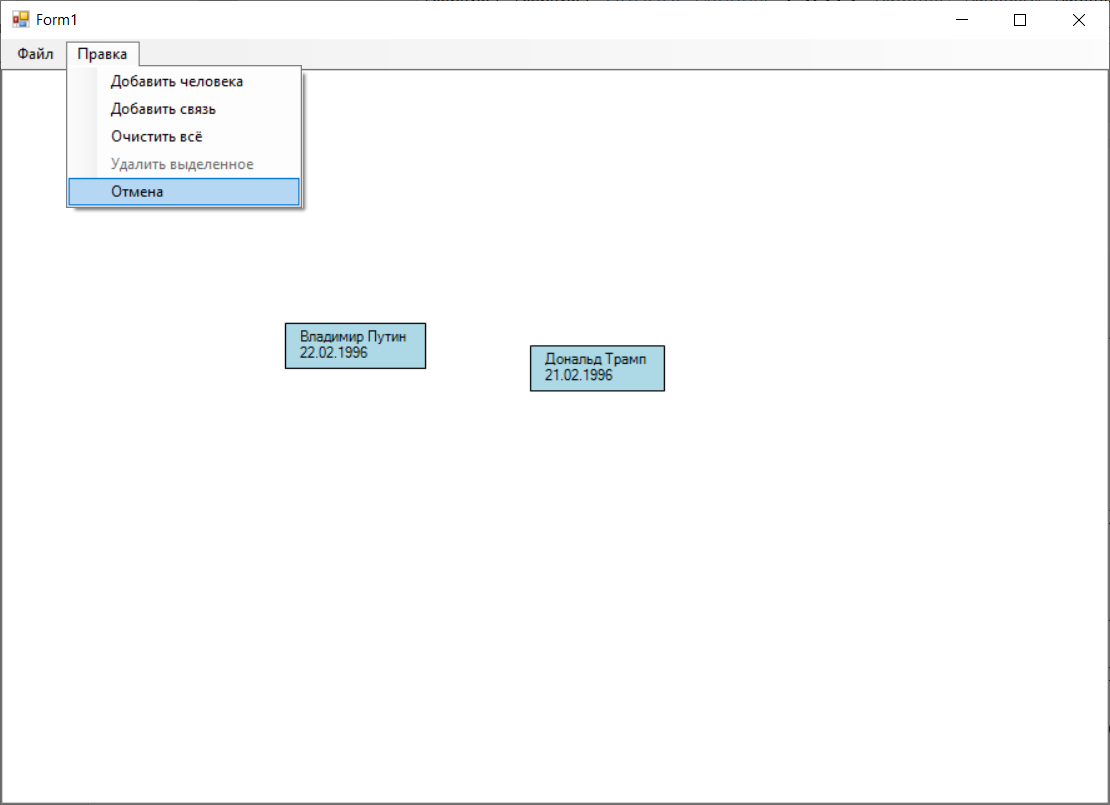 Form1
Файл Правка
Добавить человека
Добавить связь
Очистить всё
Удалить выделенное
Отмена
Владимир Путин
22.02.1996
Дональд Трамп
21.02.1996